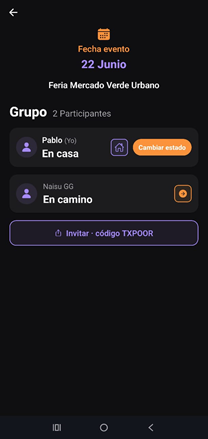 Fecha evento
22 Junio
Feria Mercado Verde Urbano
Grupo 2 Participantes
Pablo (Yo)
En casa
Cambiar estado
Naisu GG
En camino
Invitar · código TXPOOR